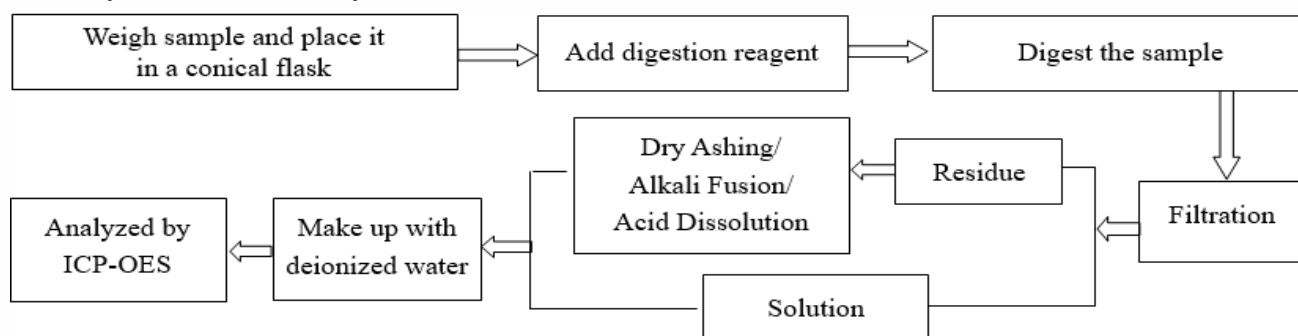 Weigh sample and place it
in a conical flask
Add digestion reagent
Digest the sample
Filtration
Residue
Dry Ashing/
Alkali Fusion/
Acid Dissolution
Solution
Make up with
deionized water
Analyzed by
ICP-OES